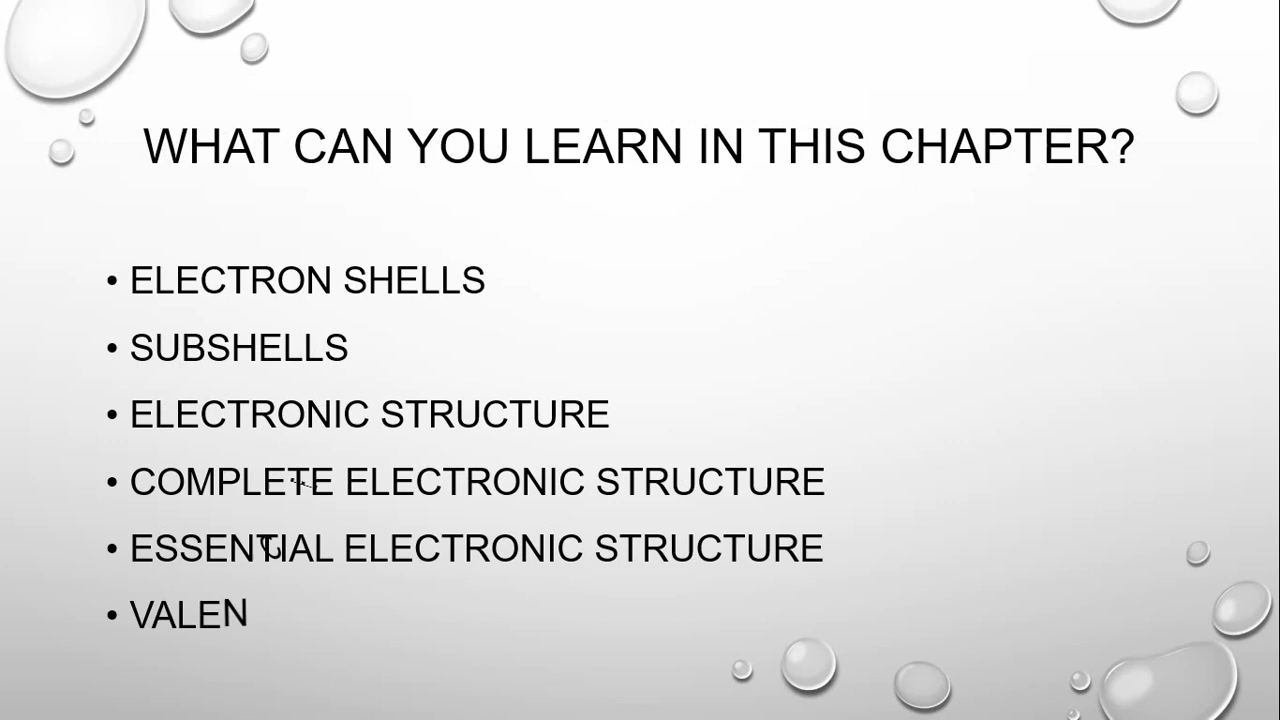 WHAT CAN YOU LEARN IN THIS CHAPTER?
• ELECTRON SHELLS
• SUBSHELLS
• ELECTRONIC STRUCTURE
• COMPLETE ELECTRONIC STRUCTURE
• ESSENTIAL ELECTRONIC STRUCTURE
• VALEN